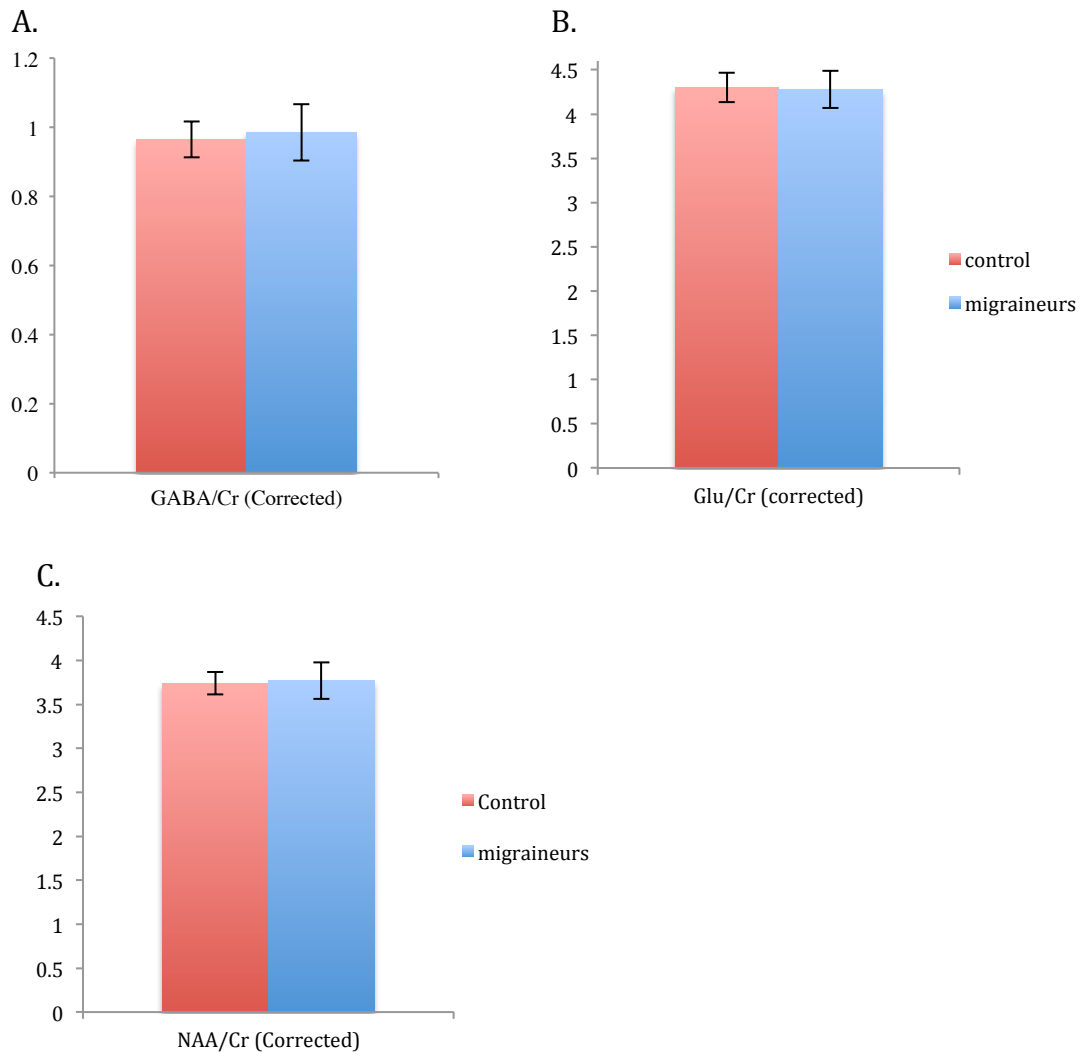 A.
1.2
1
0.8
0.6
0.4
0.2
0
GABA/Cr (Corrected)
B.
4.5
4
3.5
3
2.5
2
1.5
1
0.5
0
Glu/Cr (corrected)
control
migraineurs
C.
4.5
4
3.5
3
2.5
2
1.5
1
0.5
0
NAA/Cr (Corrected)
Control
migraineurs